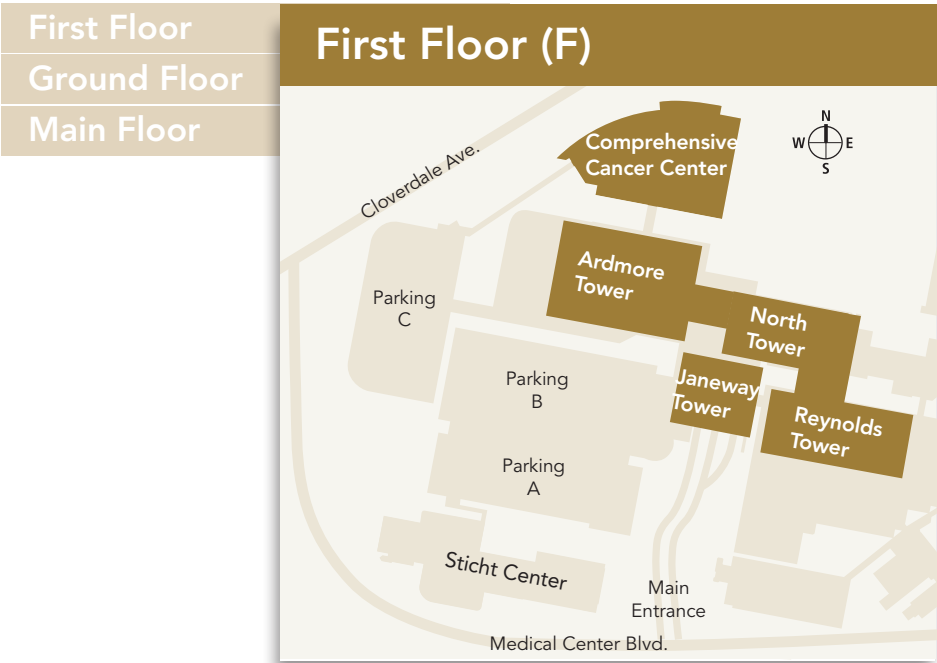 First Floor
Ground Floor
Main Floor
First Floor (F)
N
W E
S
Comprehensive
Cancer Center
Cloverdale Ave.
Ardmore
Tower
Parking
C
North
Tower
Parking
B
Janeway
Tower
Reynolds
Tower
Parking
A
Sticht Center
Main
Entrance
Medical Center Blvd.